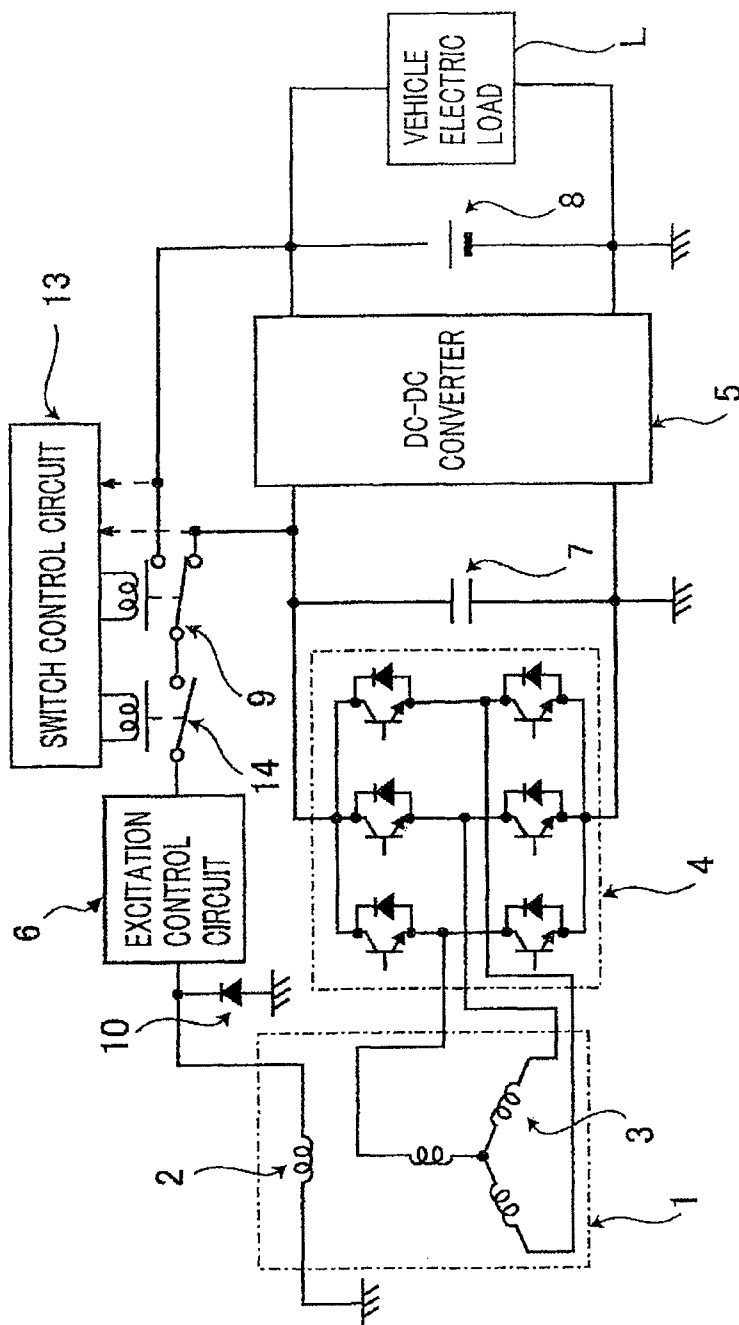 SWITCH CONTROL CIRCUIT
13
EXCITATION
CONTROL
CIRCUIT
6
14
9
10
2
DC-DC
CONVERTER
5
7
VEHICLE
ELECTRIC
LOAD
L
8
4
3
1